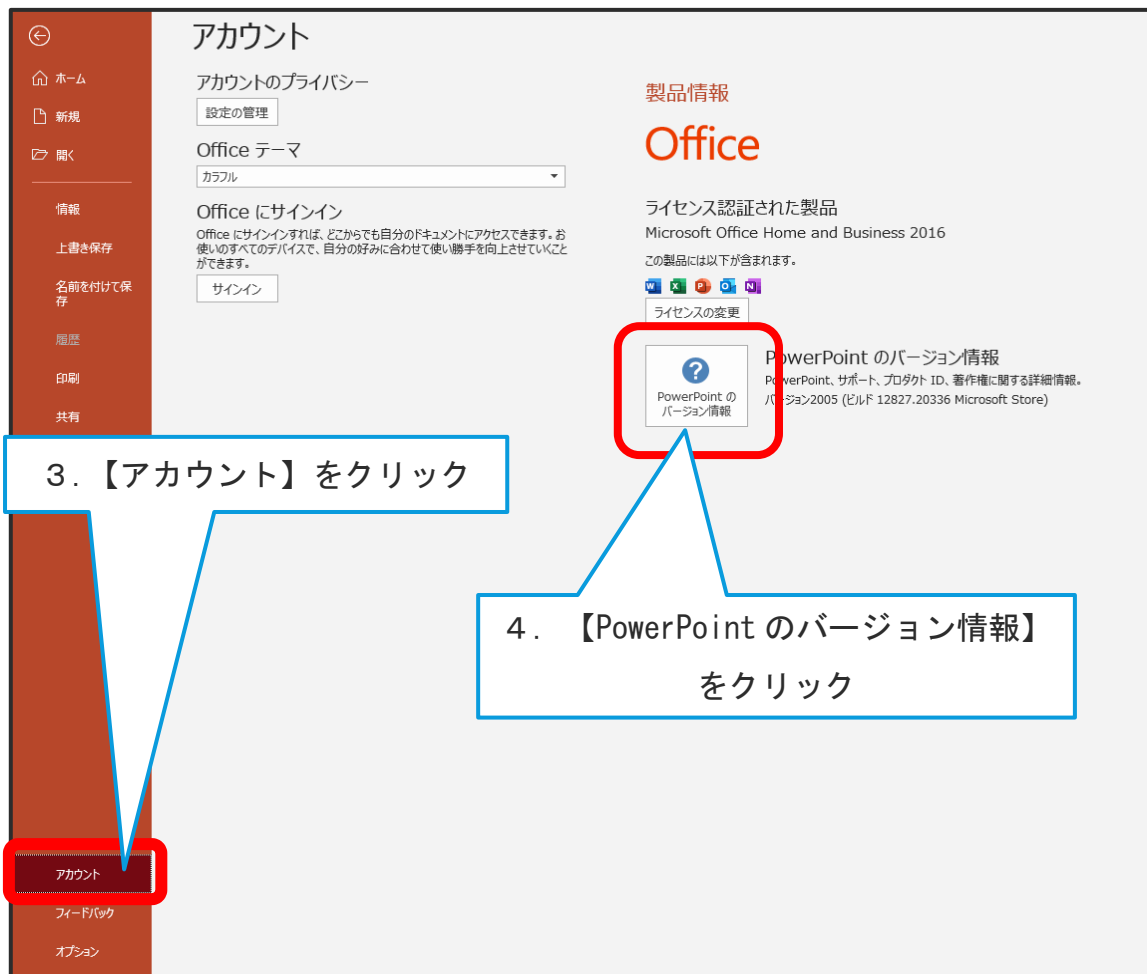 アカウント
ホーム
新規
開く
情報
上書き保存
名前を付けて保
存
履歴
印刷
共有
アカウントのプライバシー
設定の管理
Office テーマ
カラフル
Office にサインイン
Office にサインインすれば、どこからでも自分のドキュメントにアクセスできます。お
使いのすべてのデバイスで、自分の好みに合わせて使い勝手を向上させていくこと
ができます。
サインイン
製品情報
Office
ライセンス認証された製品
Microsoft Office Home and Business 2016
この製品には以下が含まれます。
ライセンスの変更
PowerPoint の
バージョン情報
PowerPoint のバージョン情報
PowerPoint、サポート、プロダクト ID、著作権に関する詳細情報。
バージョン2005 (ビルド 12827.20336 Microsoft Store)
３．【アカウント】をクリック
４．【PowerPoint のバージョン情報】
をクリック
アカウント
フィードバック
オプション